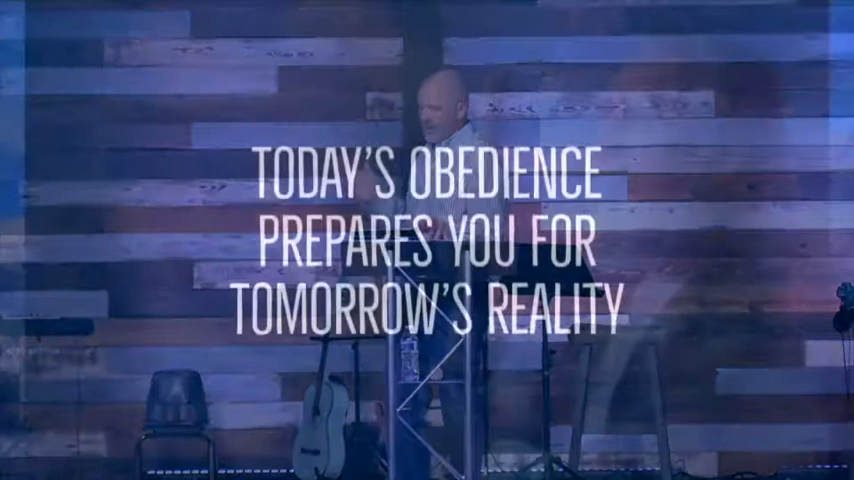 TODAY'S OBEDIENCE
PREPARES YOU FOR
TOMORROW'S REALITY